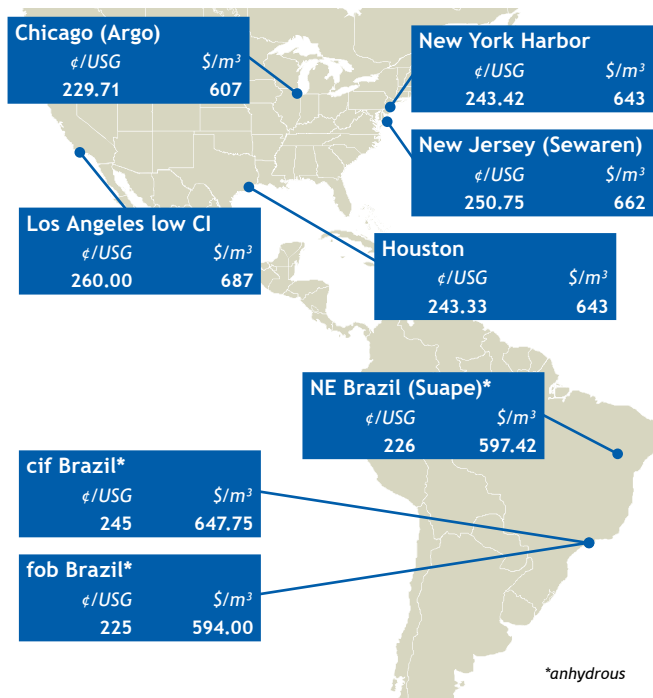 Chicago (Argo)
¢/USG $/m³
229.71 607
New York Harbor
¢/USG $/m³
243.42 643
New Jersey (Sewaren)
¢/USG $/m³
250.75 662
Los Angeles low CI
¢/USG $/m³
260.00 687
Houston
¢/USG $/m³
243.33 643
NE Brazil (Suape)*
¢/USG $/m³
226 597.42
cif Brazil*
¢/USG $/m³
245 647.75
fob Brazil*
¢/USG $/m³
225 594.00
*anhydrous